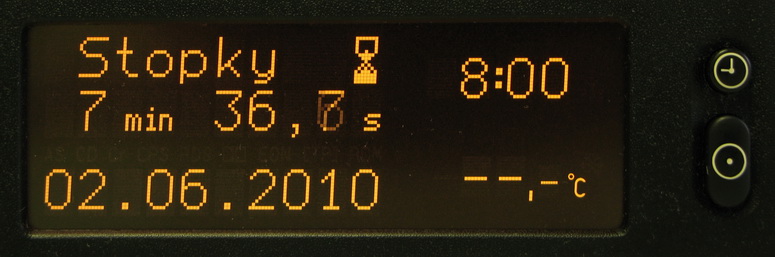 Stopky
8:00
7 min 36, s
02.06.2010
--,-°C